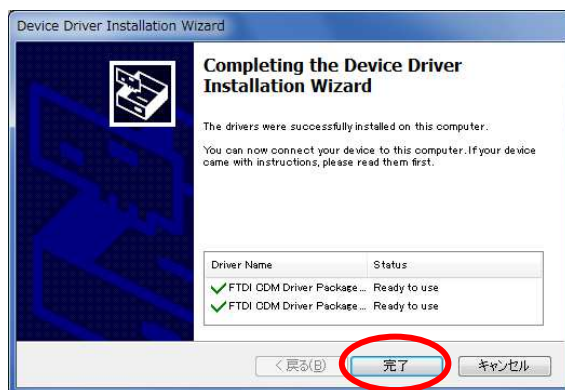 Device Driver Installation Wizard
Completing the Device Driver
Installation Wizard
The drivers were successfully installed on this computer.
You can now connect your device to this computer. If your device
came with instructions, please read them first.
Driver Name Status
FTDI CDM Driver Package... Ready to use
FTDI CDM Driver Package... Ready to use
< 戻る(B) 完了 キャンセル